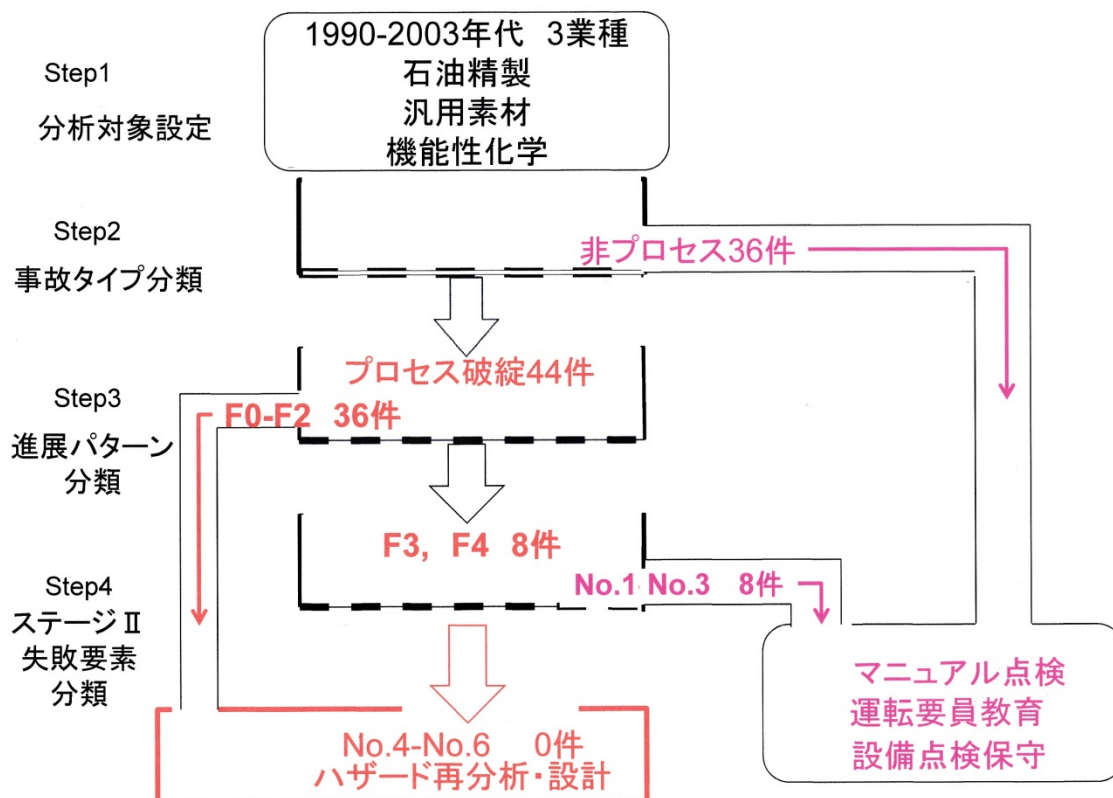 1990-2003年代 3業種
石油精製
汎用素材
機能性化学
Step1
分析対象設定
Step2
事故タイプ分類
非プロセス36件
プロセス破綻44件
Step3
進展パターン
分類
F0-F2 36件
F3, F4 8件
Step4
ステージⅡ
失敗要素
分類
No.1 No.3 8件
マニュアル点検
運転要員教育
設備点検保守
No.4-No.6 0件
ハザード再分析・設計